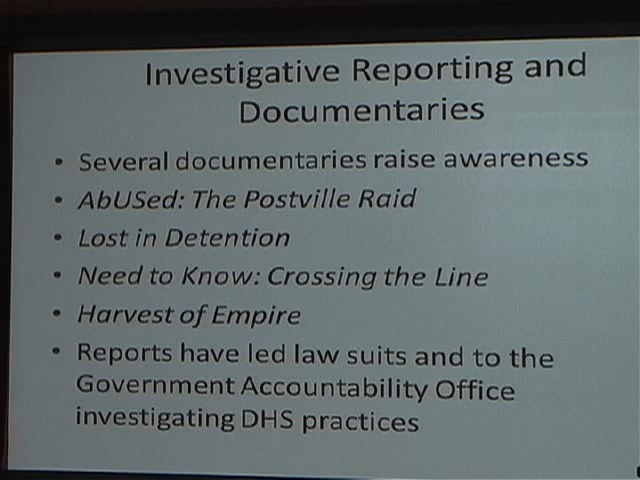 Investigative Reporting and
Documentaries
• Several documentaries raise awareness
• AbUSed: The Postville Raid
• Lost in Detention
• Need to Know: Crossing the Line
• Harvest of Empire
• Reports have led law suits and to the
Government Accountability Office
investigating DHS practices